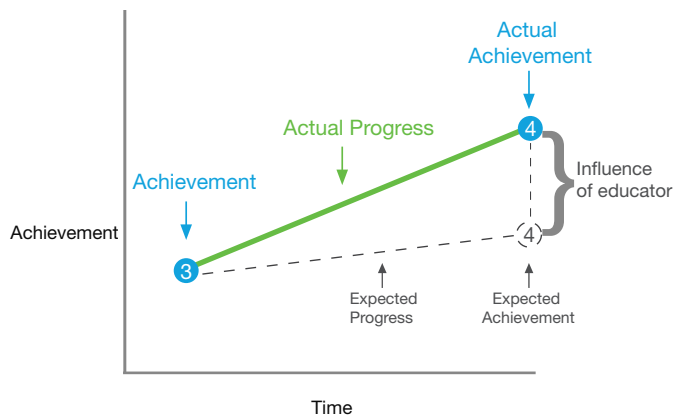 Actual
Achievement
Actual Progress
4
Influence
of educator
Achievement
Achievement
4
3
Expected
Progress
Expected
Achievement
Time